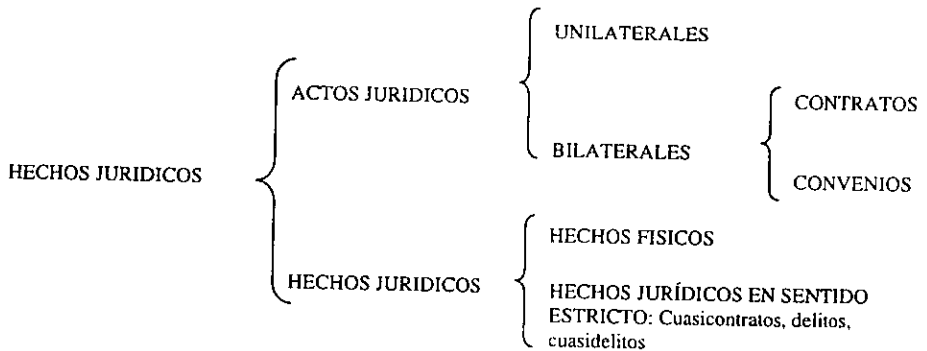 HECHOS JURIDICOS
ACTOS JURIDICOS
UNILATERALES
BILATERALES
CONTRATOS
CONVENIOS
HECHOS JURIDICOS
HECHOS FISICOS
HECHOS JURÍDICOS EN SENTIDO
ESTRICTO: Cuasicontratos, delitos,
cuasidelitos